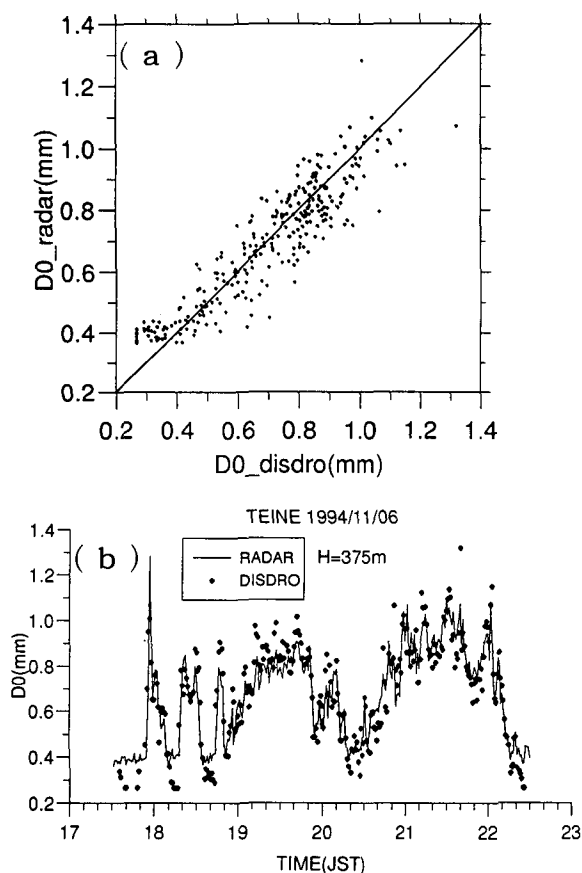 ( a )
1.4
1.2
1.0
0.8
0.6
0.4
0.2
D0_radar(mm)
0.2 0.4 0.6 0.8 1.0 1.2 1.4
D0_disdro(mm)
TEINE 1994/11/06
( b )
RADAR H=375m
DISDRO
1.4
1.2
1.0
0.8
0.6
0.4
0.2
D0(mm)
17 18 19 20 21 22 23
TIME(JST)